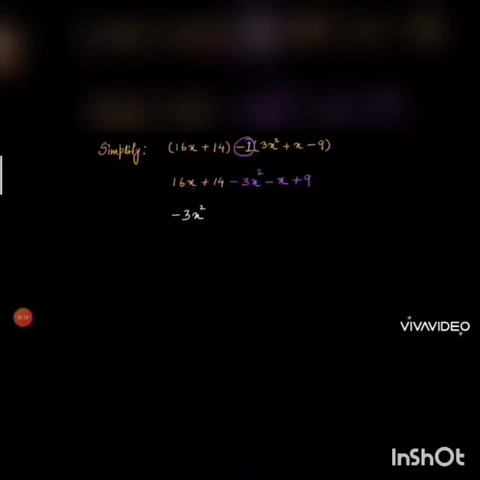 Simplify: (16x + 14) -1(3x² + x - 9)
16x + 14 - 3x² - x + 9
-3x²
VIVAVIDEO
InShOt